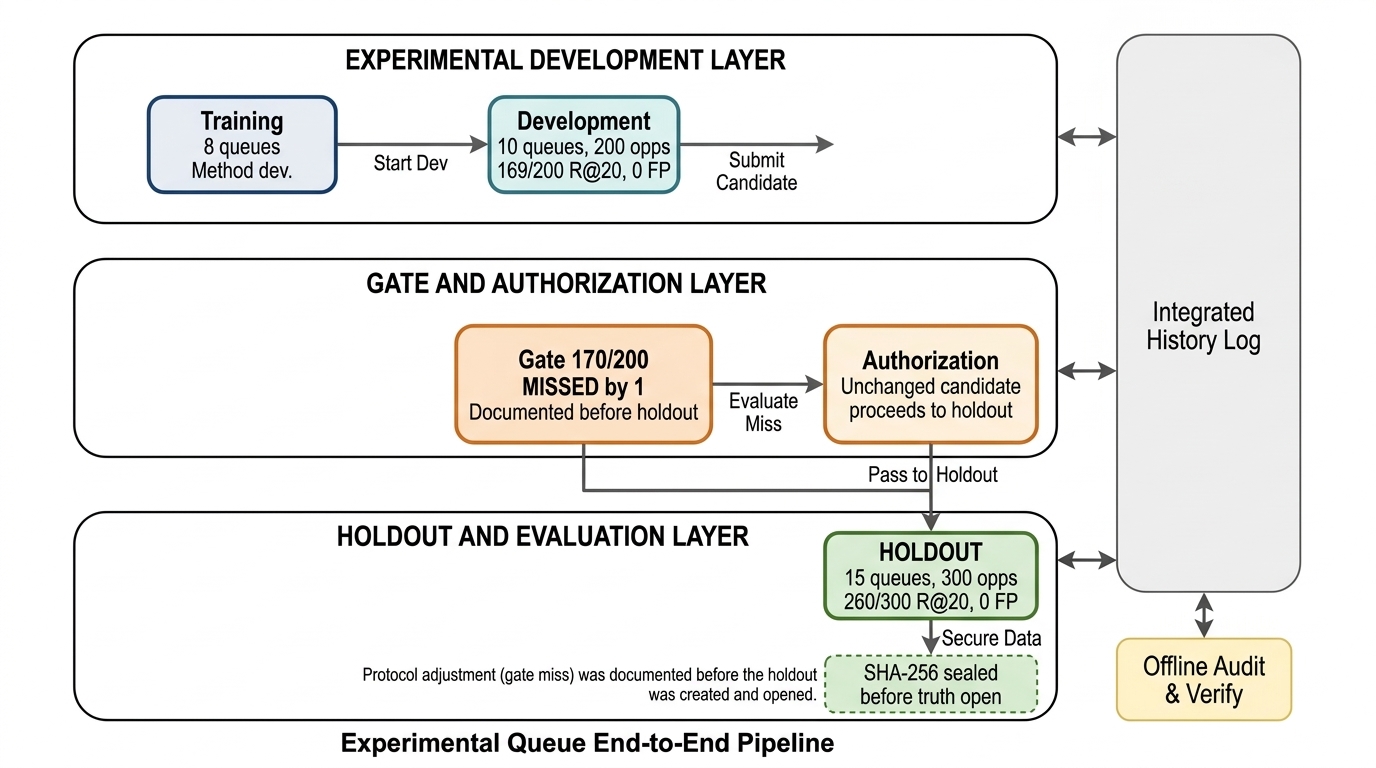 EXPERIMENTAL DEVELOPMENT LAYER
Training
8 queues
Method dev.
Start Dev
Development
10 queues, 200 opps
169/200 R@20, 0 FP
Submit
Candidate
GATE AND AUTHORIZATION LAYER
Gate 170/200
MISSED by 1
Documented before holdout
Evaluate
Miss
Authorization
Unchanged candidate
proceeds to holdout
Pass to Holdout
HOLDOUT AND EVALUATION LAYER
HOLDOUT
15 queues, 300 opps
260/300 R@20, 0 FP
Secure Data
Protocol adjustment (gate miss) was documented before the holdout
was created and opened.
SHA-256 sealed
before truth open
Integrated
History Log
Offline Audit
& Verify
Experimental Queue End-to-End Pipeline